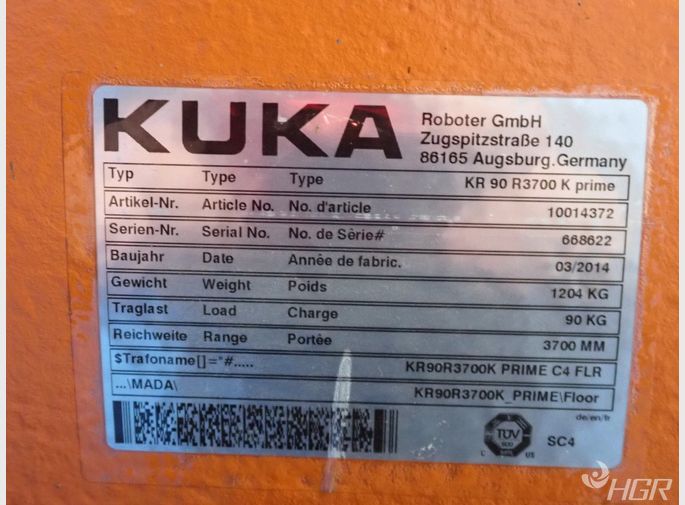 KUKA
Roboter GmbH
Zugspitzstraße 140
86165 Augsburg.Germany
Typ Type Type KR 90 R3700 K prime
Artikel-Nr. Article No. No. d'article 10014372
Serien-Nr. Serial No. No. de Série# 668622
Baujahr Date Année de fabric. 03/2014
Gewicht Weight Poids 1204 KG
Traglast Load Charge 90 KG
Reichweite Range Portée 3700 MM
$Trafoname[]="#..... KR90R3700K PRIME C4 FLR
...\MADA\ KR90R3700K_PRIME\Floor
de/en/fr
TÜV
C US
SC4
HGR